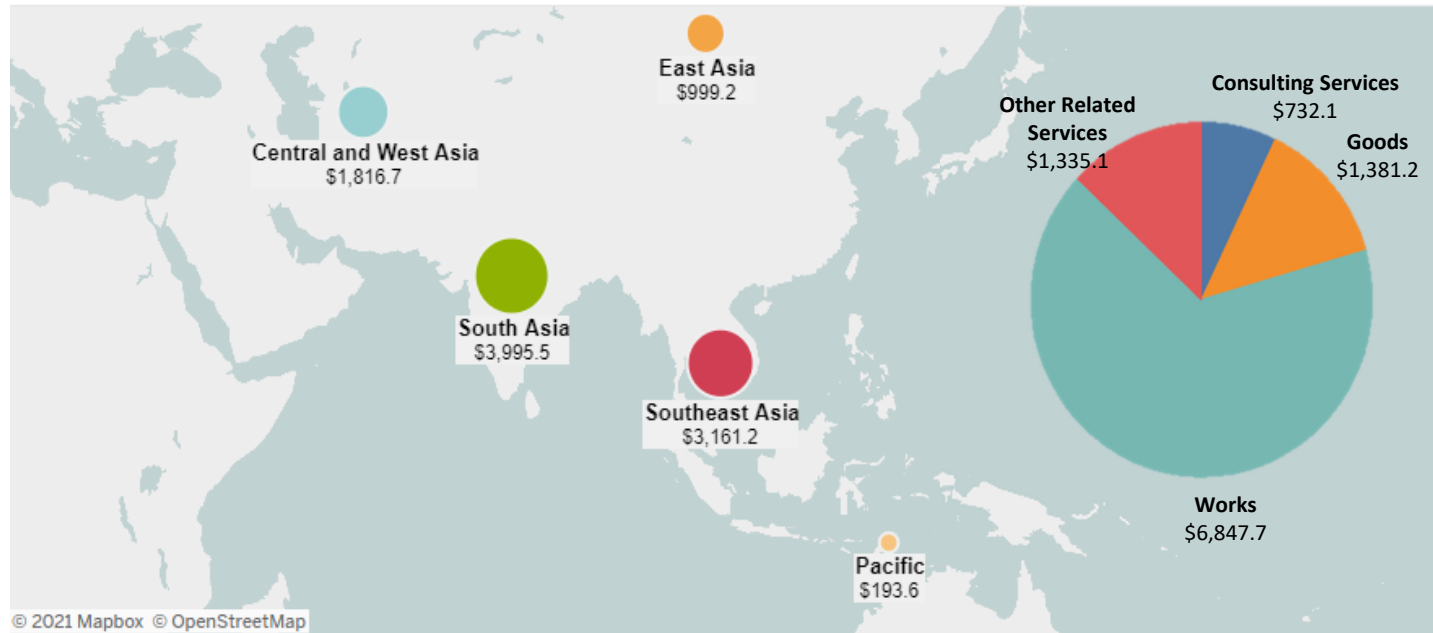 East Asia
$999.2
Central and West Asia
$1,816.7
South Asia
$3,995.5
Southeast Asia
$3,161.2
Pacific
$193.6
Consulting Services
$732.1
Goods
$1,381.2
Other Related
Services
$1,335.1
Works
$6,847.7
© 2021 Mapbox © OpenStreetMap